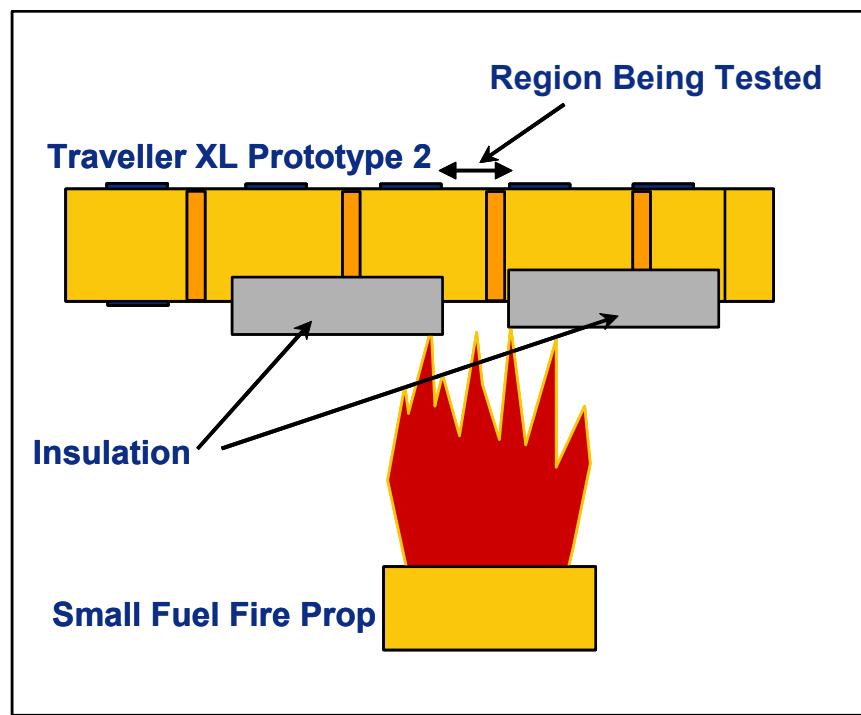 Region Being Tested
Traveller XL Prototype 2
Insulation
Small Fuel Fire Prop